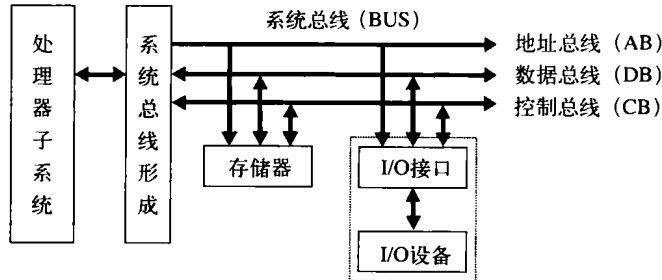 处理器子系统
系统总线形成
系统总线（BUS）
地址总线（AB）
数据总线（DB）
控制总线（CB）
存储器
I/O接口
I/O设备